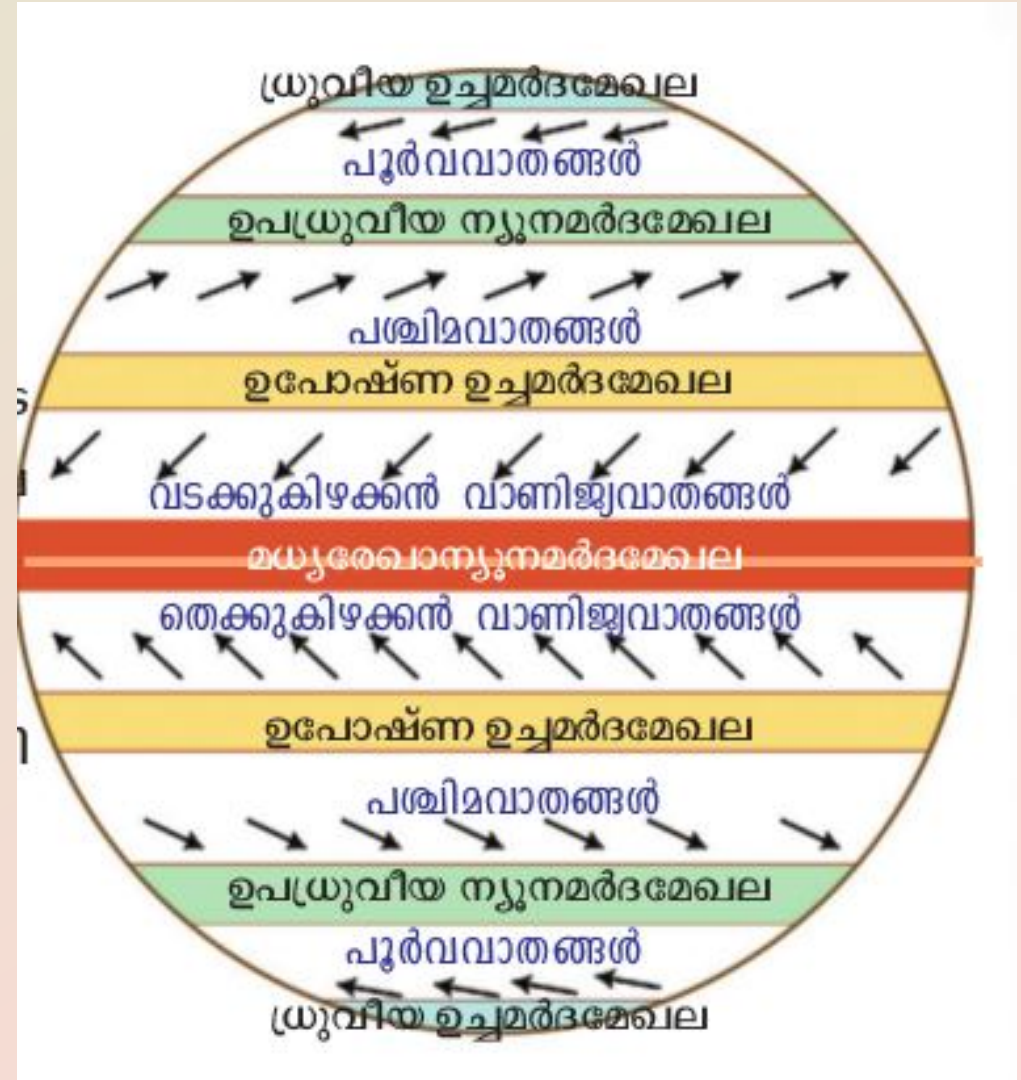 ധ്രുവീയ ഉച്ചമർദമേഖല
പൂർവവാതങ്ങൾ
ഉപധ്രുവീയ ന്യൂനമർദമേഖല
പശ്ചിമവാതങ്ങൾ
ഉപോഷ്ണ ഉച്ചമർദമേഖല
വടക്കുകിഴക്കൻ വാണിജ്യവാതങ്ങൾ
മധ്യരേഖാന്യൂനമർദമേഖല
തെക്കുകിഴക്കൻ വാണിജ്യവാതങ്ങൾ
ഉപോഷ്ണ ഉച്ചമർദമേഖല
പശ്ചിമവാതങ്ങൾ
ഉപധ്രുവീയ ന്യൂനമർദമേഖല
പൂർവവാതങ്ങൾ
ധ്രുവീയ ഉച്ചമർദമേഖല